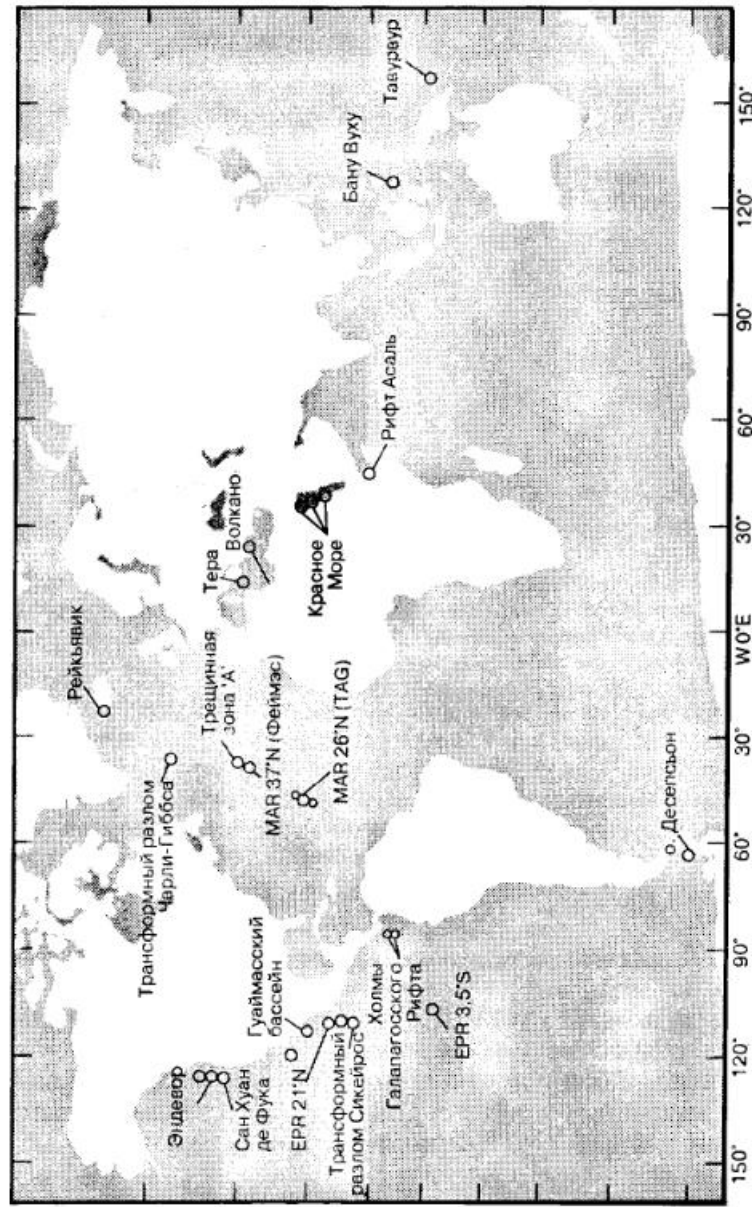 Рейкьявик
Трансформный разлом
Чарли-Гиббса
Трещинная
зона 'А'
MAR 37°N (Феймэс)
MAR 26°N (TAG)
Тера
Волкано
Красное
Море
Рифт Асаль
Бану Вуху
Тавурвур
Эндевор
Сан Хуан
де Фука
Гуаймасский
бассейн
EPR 21°N
Трансформный
разлом Сикейрос
Холмы
Галапагосского
Рифта
EPR 3.5°S
о. Десепсьон
150°
120°
90°
60°
30°
W0°E
30°
60°
90°
120°
150°